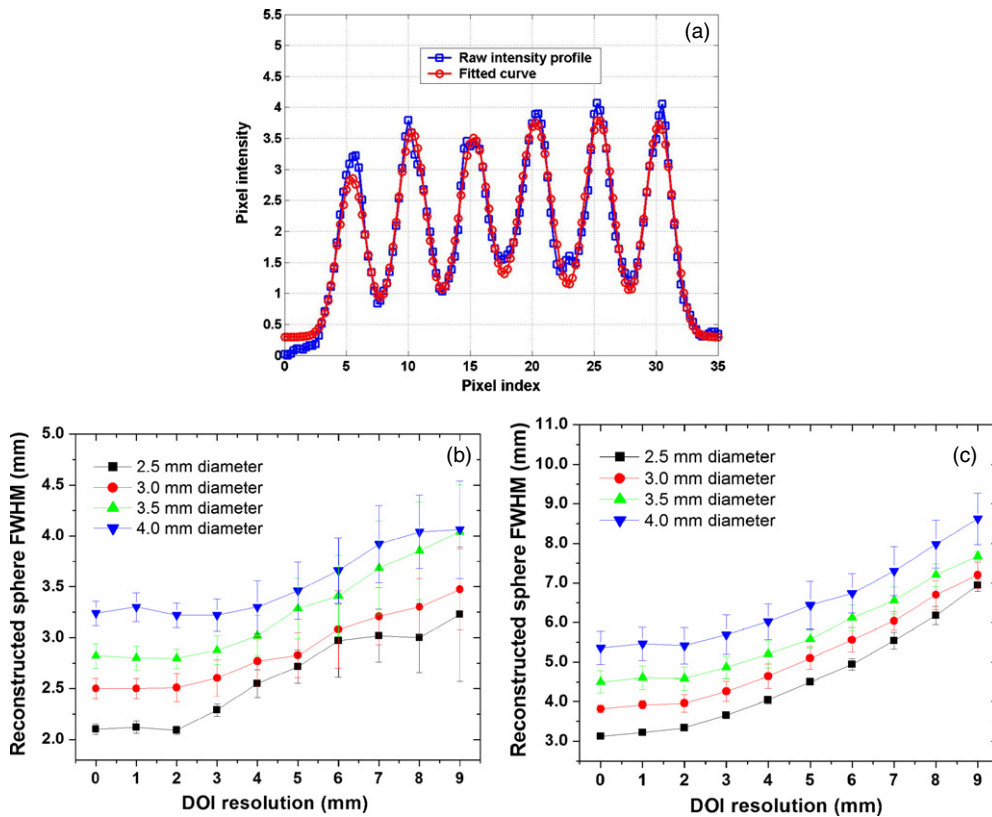 (a)
5.5
5
4.5
4
3.5
3
2.5
2
1.5
1
0.5
0
Pixel intensity
Raw intensity profile
Fitted curve
0 5 10 15 20 25 30 35
Pixel index
(b)
5.0
4.5
4.0
3.5
3.0
2.5
2.0
Reconstructed sphere FWHM (mm)
2.5 mm diameter
3.0 mm diameter
3.5 mm diameter
4.0 mm diameter
0 1 2 3 4 5 6 7 8 9
DOI resolution (mm)
(c)
11.0
10.0
9.0
8.0
7.0
6.0
5.0
4.0
3.0
Reconstructed sphere FWHM (mm)
2.5 mm diameter
3.0 mm diameter
3.5 mm diameter
4.0 mm diameter
0 1 2 3 4 5 6 7 8 9
DOI resolution (mm)